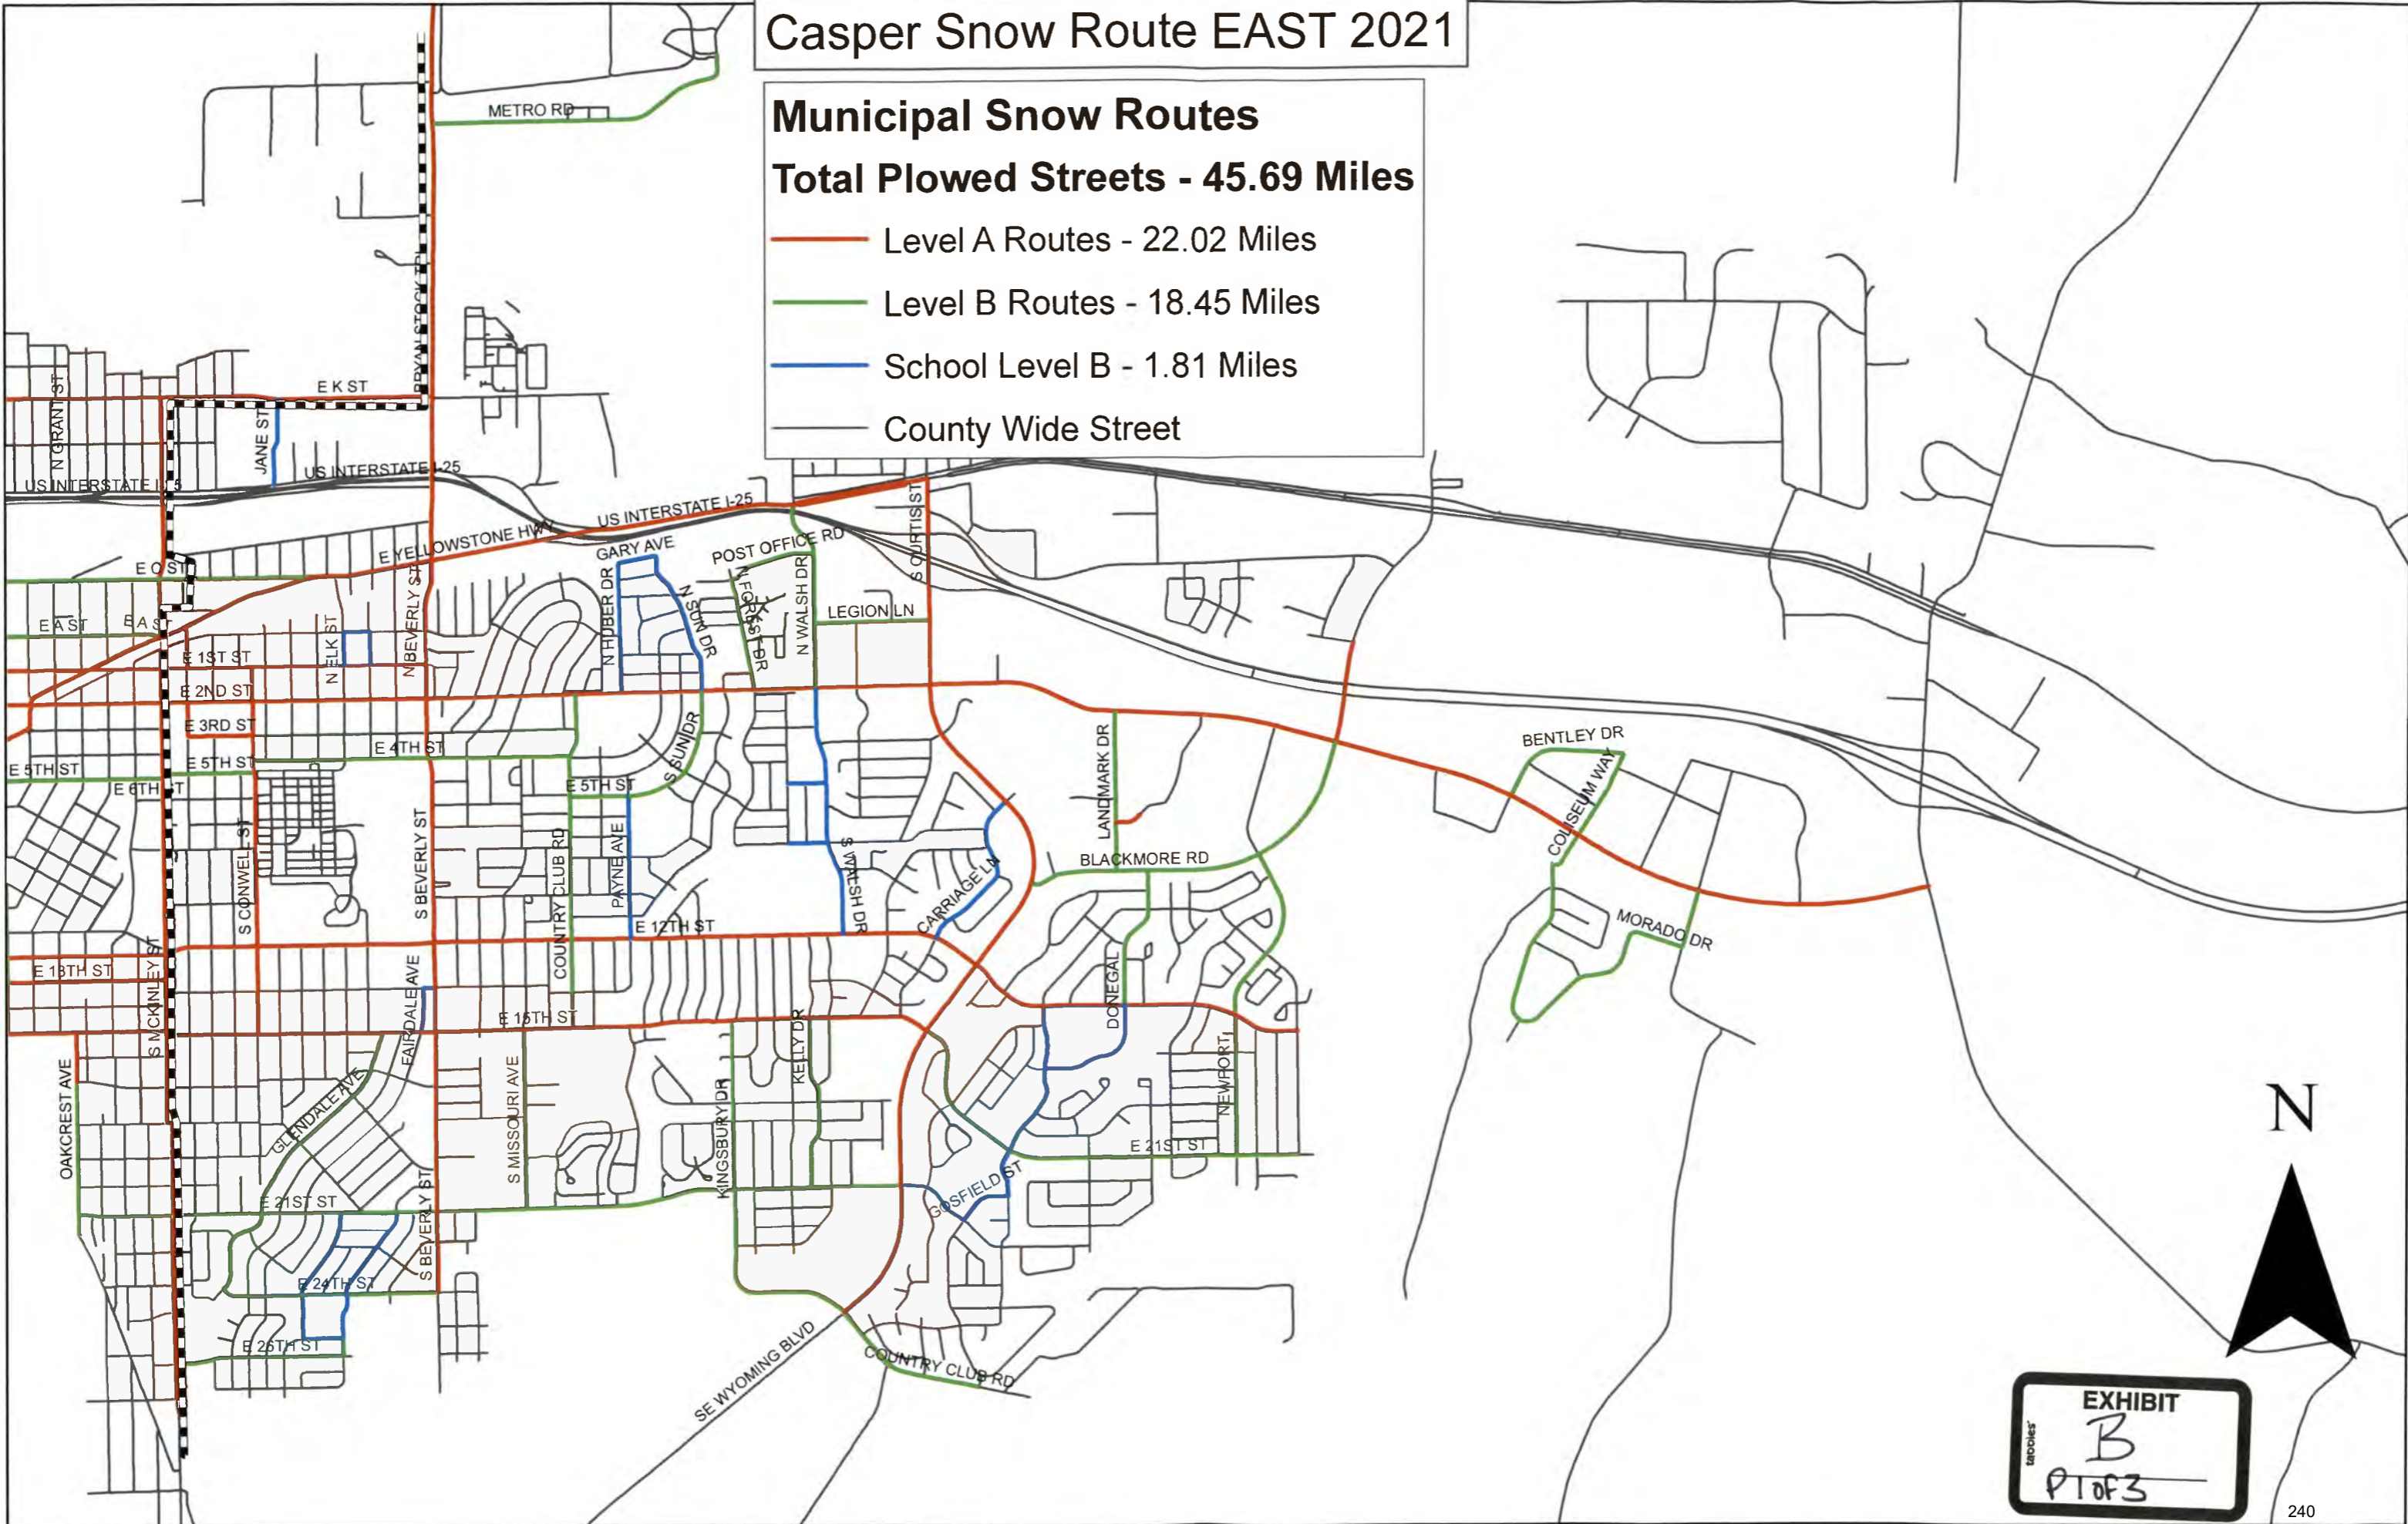 Casper Snow Route EAST 2021
Municipal Snow Routes
Total Plowed Streets - 45.69 Miles
Level A Routes - 22.02 Miles
Level B Routes - 18.45 Miles
School Level B - 1.81 Miles
County Wide Street
METRO RD
BRYAN STOCK TRL
E K ST
N GRANT ST
JANE ST
US INTERSTATE I-25
US INTERSTATE I-25
US INTERSTATE I-25
E YELLOWSTONE HWY
S CURTIS ST
GARY AVE
POST OFFICE RD
E C ST
N BEVERLY ST
N HUBER DR
N SUN DR
N FOREST DR
N WALSH DR
LEGION LN
E A ST
E A ST
N ELK ST
E 1ST ST
E 2ND ST
E 3RD ST
E 4TH ST
S SUN DR
LANDMARK DR
BENTLEY DR
COLISEUM WAY
E 5TH ST
E 5TH ST
E 5TH ST
E 6TH ST
S CONWELL ST
S BEVERLY ST
COUNTRY CLUB RD
PAYNE AVE
S WALSH DR
CARRIAGE LN
BLACKMORE RD
E 12TH ST
MORADO DR
E 13TH ST
S MCKINLEY ST
FAIRDALE AVE
DONEGAL
E 15TH ST
KELLY DR
NEWPORT
OAKCREST AVE
GLENDALE AVE
S MISSOURI AVE
KINGSBURY DR
E 21ST ST
GOSFIELD ST
E 21ST ST
S BEVERLY ST
E 24TH ST
E 26TH ST
SE WYOMING BLVD
COUNTRY CLUB RD
N
EXHIBIT
tabbies'
B
P 1 OF 3
240